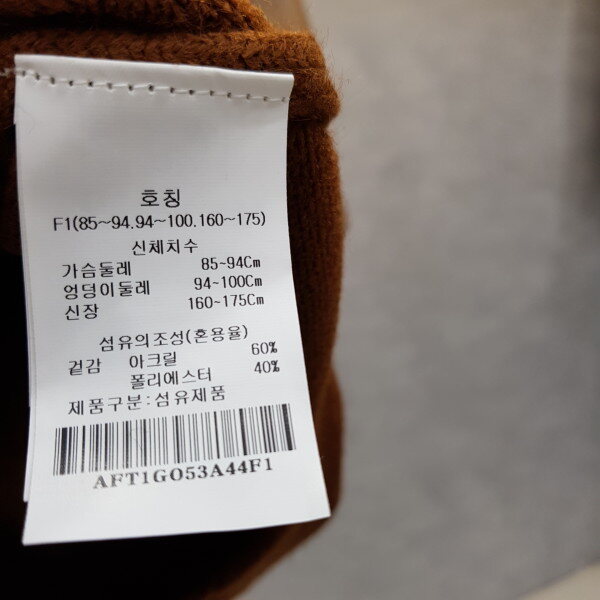 호칭
F1(85~94.94~100.160~175)
신체치수
가슴둘레 85~94Cm
엉덩이둘레 94~100Cm
신장 160~175Cm
섬유의조성(혼용율)
겉감 아크릴 60%
폴리에스터 40%
제품구분:섬유제품
AFT1GO53A44F1